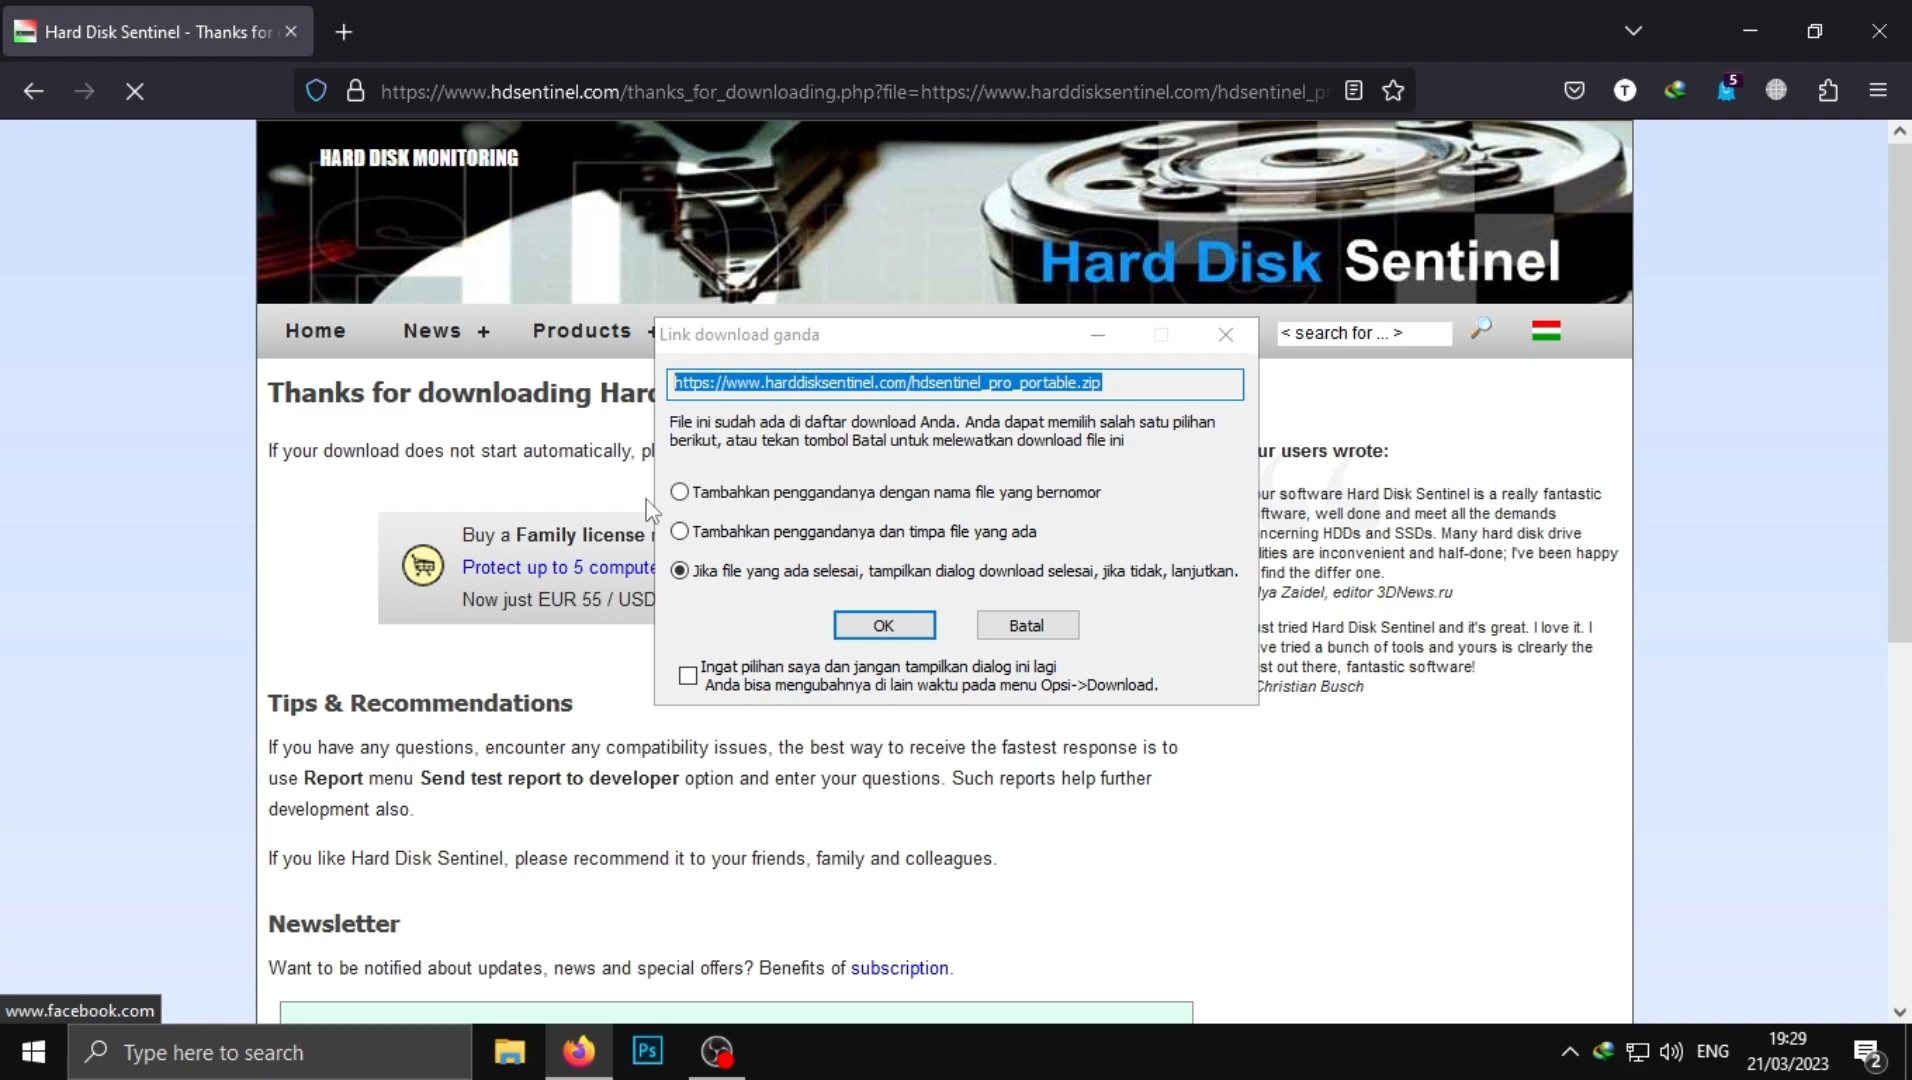 Hard Disk Sentinel - Thanks for
https://www.hdsentinel.com/thanks_for_downloading.php?file=https://www.harddisksentinel.com/hdsentinel_p
T
5
HARD DISK MONITORING
Hard Disk Sentinel
Home
News +
Products
< search for ... >
Link download ganda
https://www.harddisksentinel.com/hdsentinel_pro_portable.zip
File ini sudah ada di daftar download Anda. Anda dapat memilih salah satu pilihan
berikut, atau tekan tombol Batal untuk melewatkan download file ini
Tambahkan penggandanya dengan nama file yang bernomor
Tambahkan penggandanya dan timpa file yang ada
Jika file yang ada selesai, tampilkan dialog download selesai, jika tidak, lanjutkan.
OK
Batal
Ingat pilihan saya dan jangan tampilkan dialog ini lagi
Anda bisa mengubahnya di lain waktu pada menu Opsi->Download.
Thanks for downloading Hard
If your download does not start automatically, pl
Buy a Family license
Protect up to 5 compute
Now just EUR 55 / USD
ur users wrote:
ur software Hard Disk Sentinel is a really fantastic
ftware, well done and meet all the demands
ncerning HDDs and SSDs. Many hard disk drive
ilities are inconvenient and half-done; I've been happy
find the differ one.
lya Zaidel, editor 3DNews.ru
ust tried Hard Disk Sentinel and it's great. I love it. I
ve tried a bunch of tools and yours is clrearly the
st out there, fantastic software!
Christian Busch
Tips & Recommendations
If you have any questions, encounter any compatibility issues, the best way to receive the fastest response is to
use Report menu Send test report to developer option and enter your questions. Such reports help further
development also.
If you like Hard Disk Sentinel, please recommend it to your friends, family and colleagues.
Newsletter
Want to be notified about updates, news and special offers? Benefits of subscription.
www.facebook.com
Type here to search
Ps
ENG
19:29
21/03/2023
2